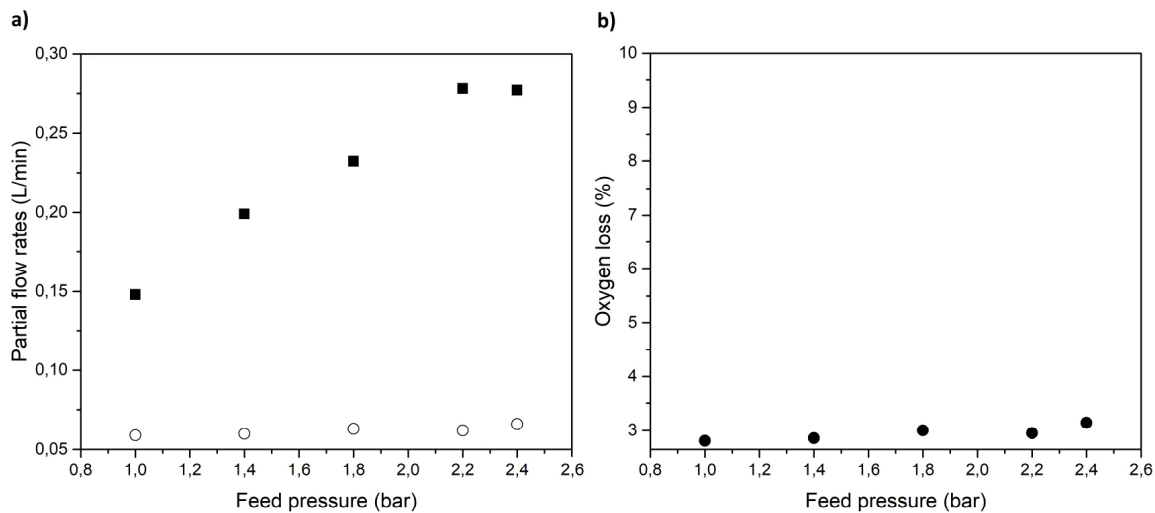 a)
0,30
0,25
0,20
0,15
0,10
0,05
Partial flow rates (L/min)
0,8 1,0 1,2 1,4 1,6 1,8 2,0 2,2 2,4 2,6
Feed pressure (bar)
b)
10
9
8
7
6
5
4
3
Oxygen loss (%)
0,8 1,0 1,2 1,4 1,6 1,8 2,0 2,2 2,4 2,6
Feed pressure (bar)